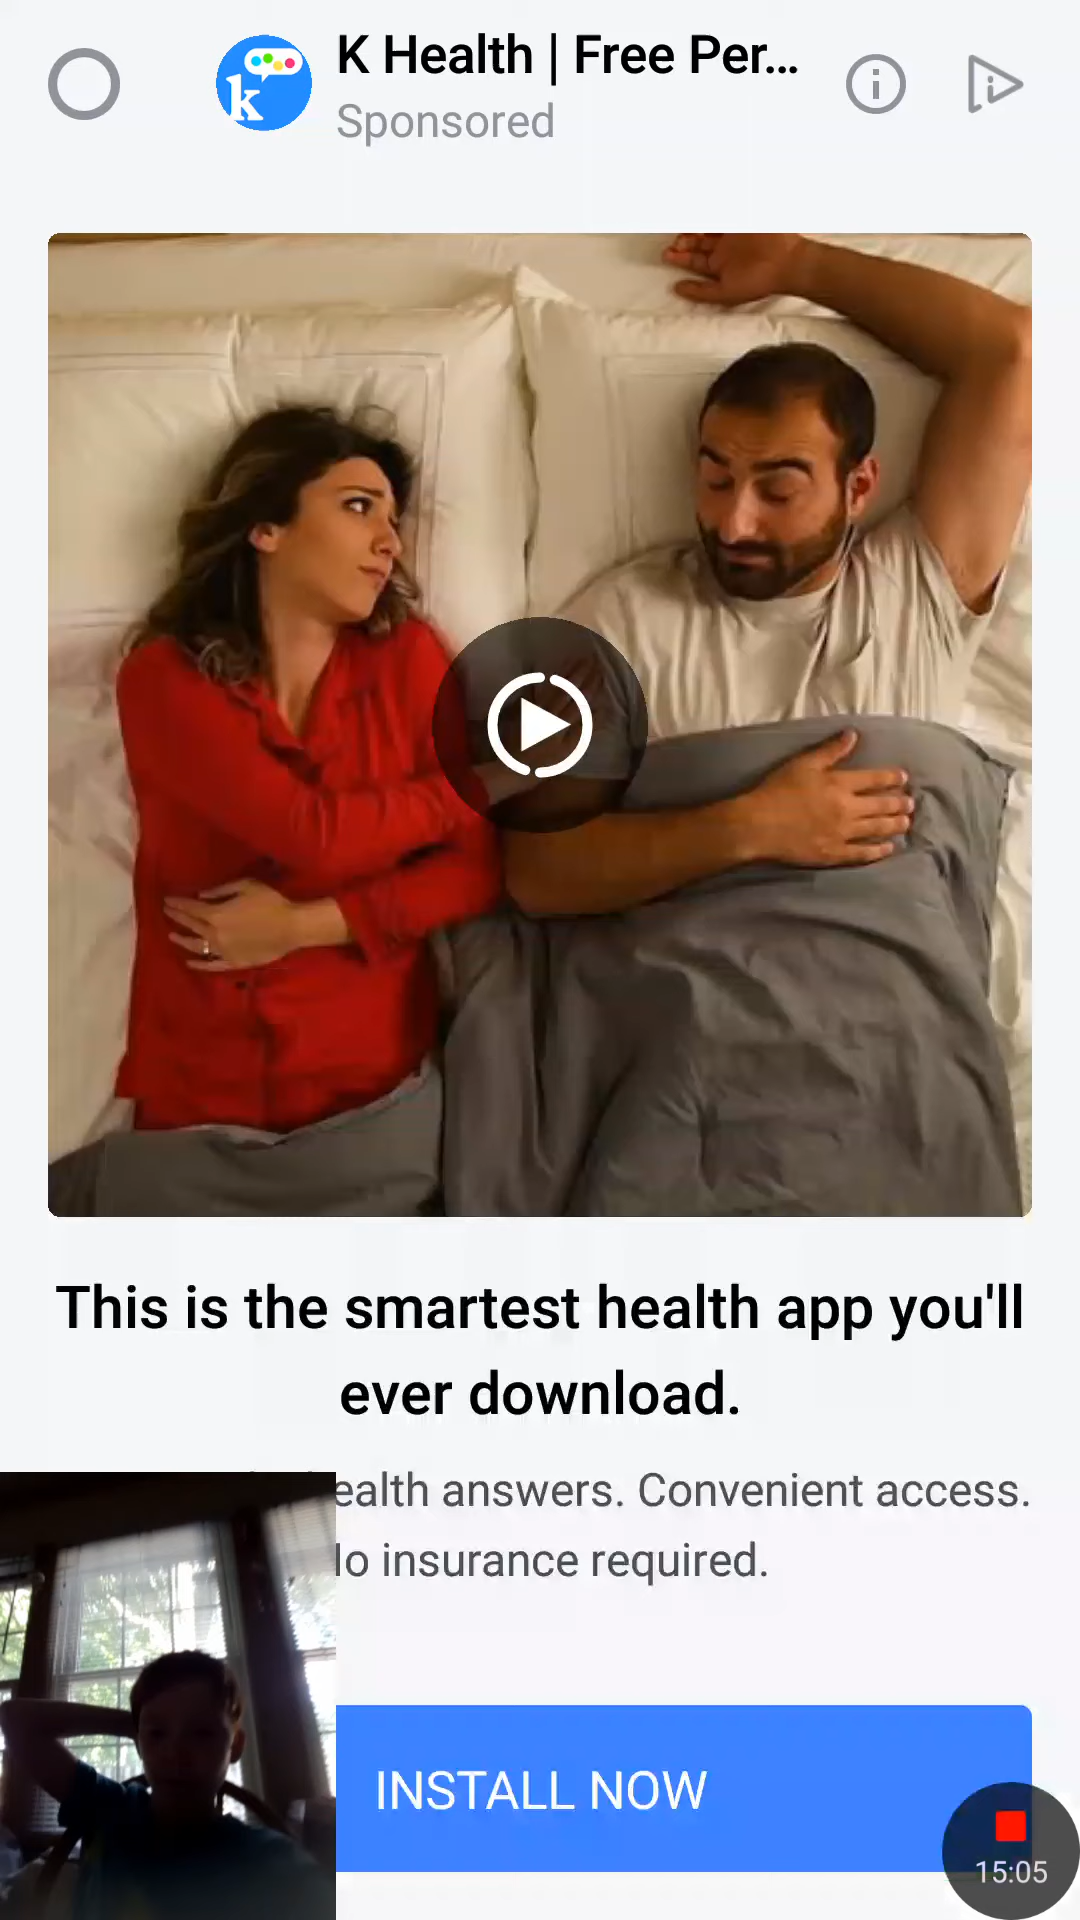 K Health | Free Per...
Sponsored
k
This is the smartest health app you'll
ever download.
ealth answers. Convenient access.
insurance required.
INSTALL NOW
15:05